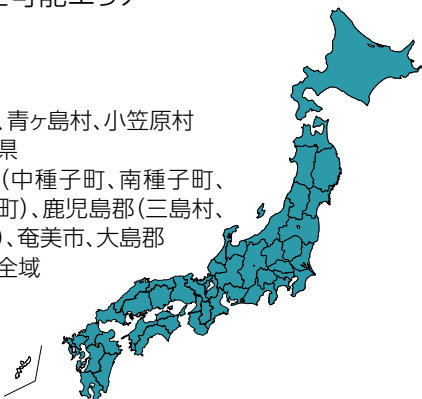 可能エリア
、青ヶ島村、小笠原村
県
(中種子町、南種子町、
町)、鹿児島郡(三島村、
)、奄美市、大島郡
全域